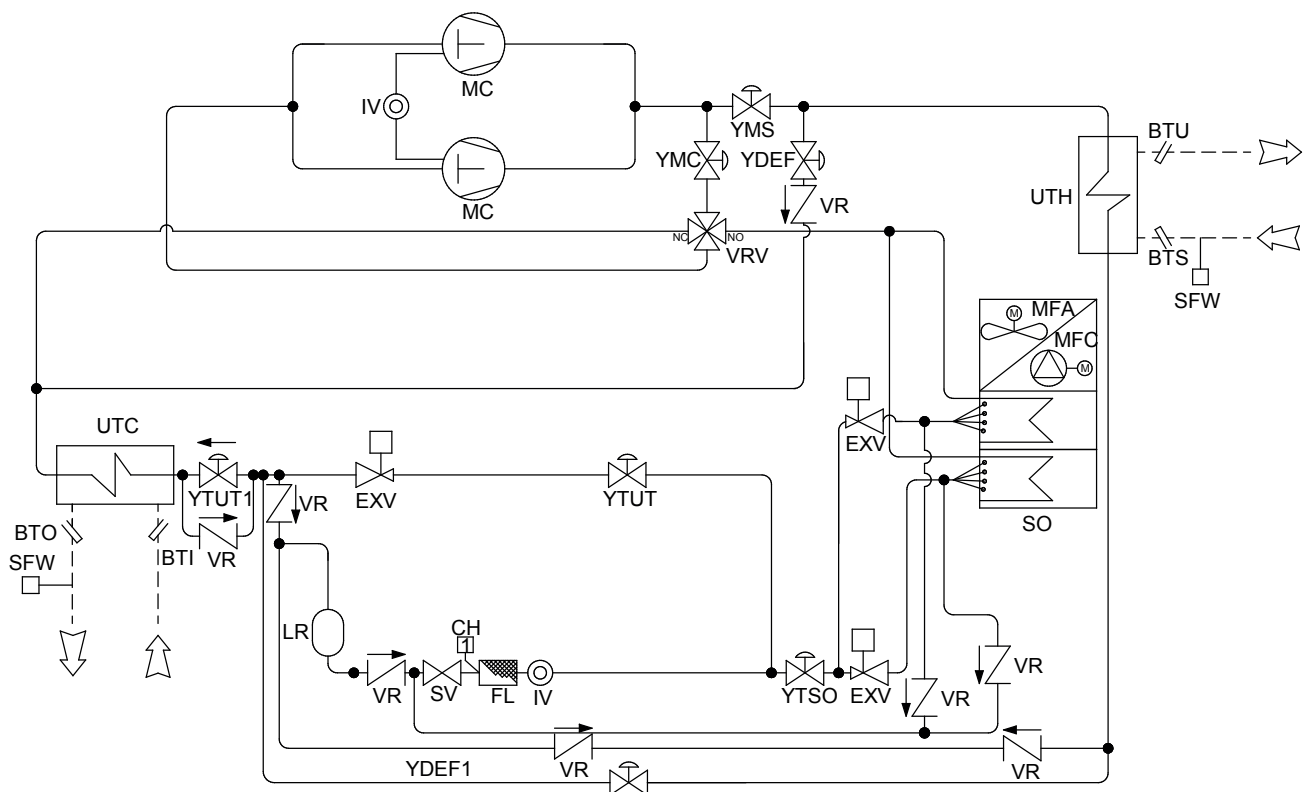 MC
IV
MC
YMS
YMC
YDEF
VR
NC
NO
VRV
BTU
UTH
BTS
SFW
M
MFA
MFC
M
UTC
EXV
YTUT1
EXV
YTUT
VR
SO
BTO
VR
BTI
SFW
LR
CH
1
VR
SV
FL
IV
YTSO
EXV
VR
VR
YDEF1
VR
VR